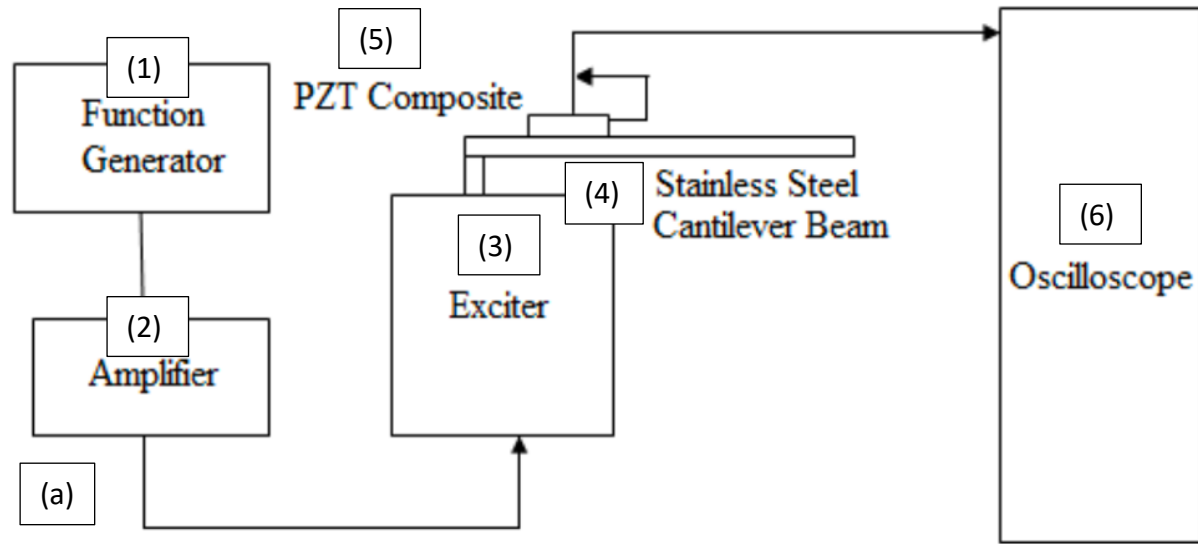 (1)
Function
Generator
(2)
Amplifier
(a)
(5)
PZT Composite
(3)
Exciter
(4)
Stainless Steel
Cantilever Beam
(6)
Oscilloscope